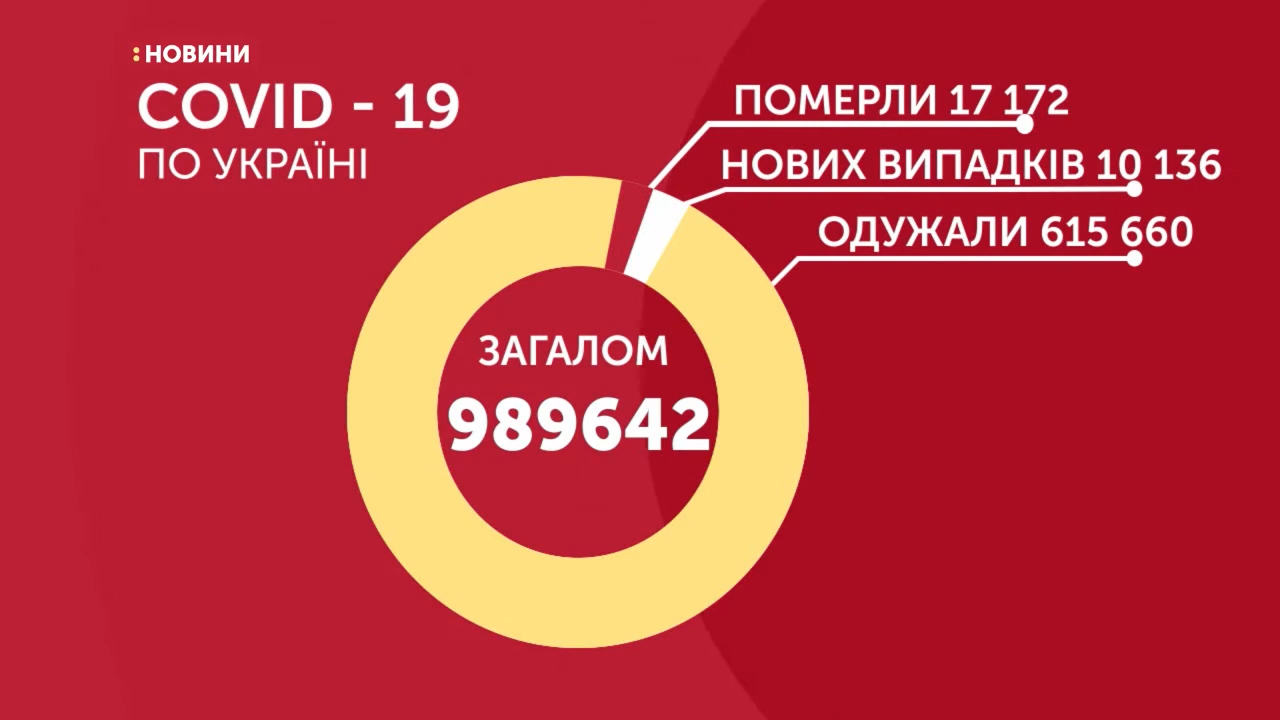 :НОВИНИ
COVID - 19
ПО УКРАЇНІ
ПОМЕРЛИ 17 172
НОВИХ ВИПАДКІВ 10 136
ОДУЖАЛИ 615 660
ЗАГАЛОМ
989642